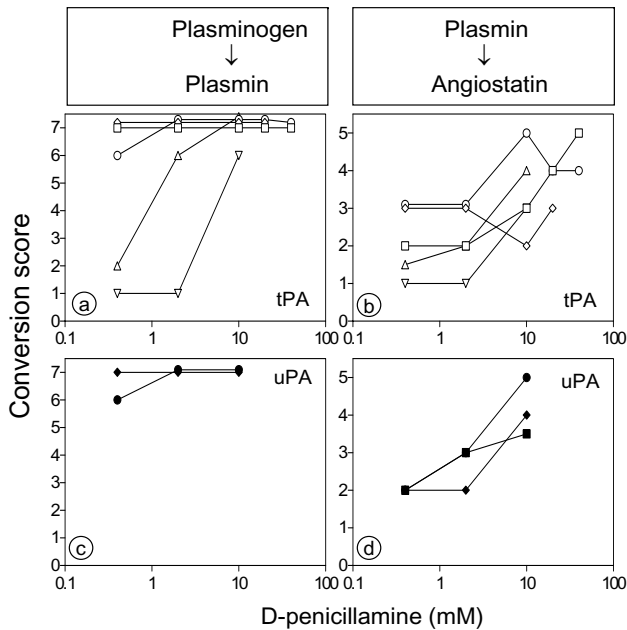 Plasminogen
↓
Plasmin
Plasmin
↓
Angiostatin
Conversion score
7
6
5
4
3
2
1
0
a
tPA
0.1 1 10 100
5
4
3
2
1
0
b
tPA
0.1 1 10 100
7
6
5
4
3
2
1
0
c
uPA
0.1 1 10 100
5
4
3
2
1
0
d
uPA
0.1 1 10 100
D-penicillamine (mM)